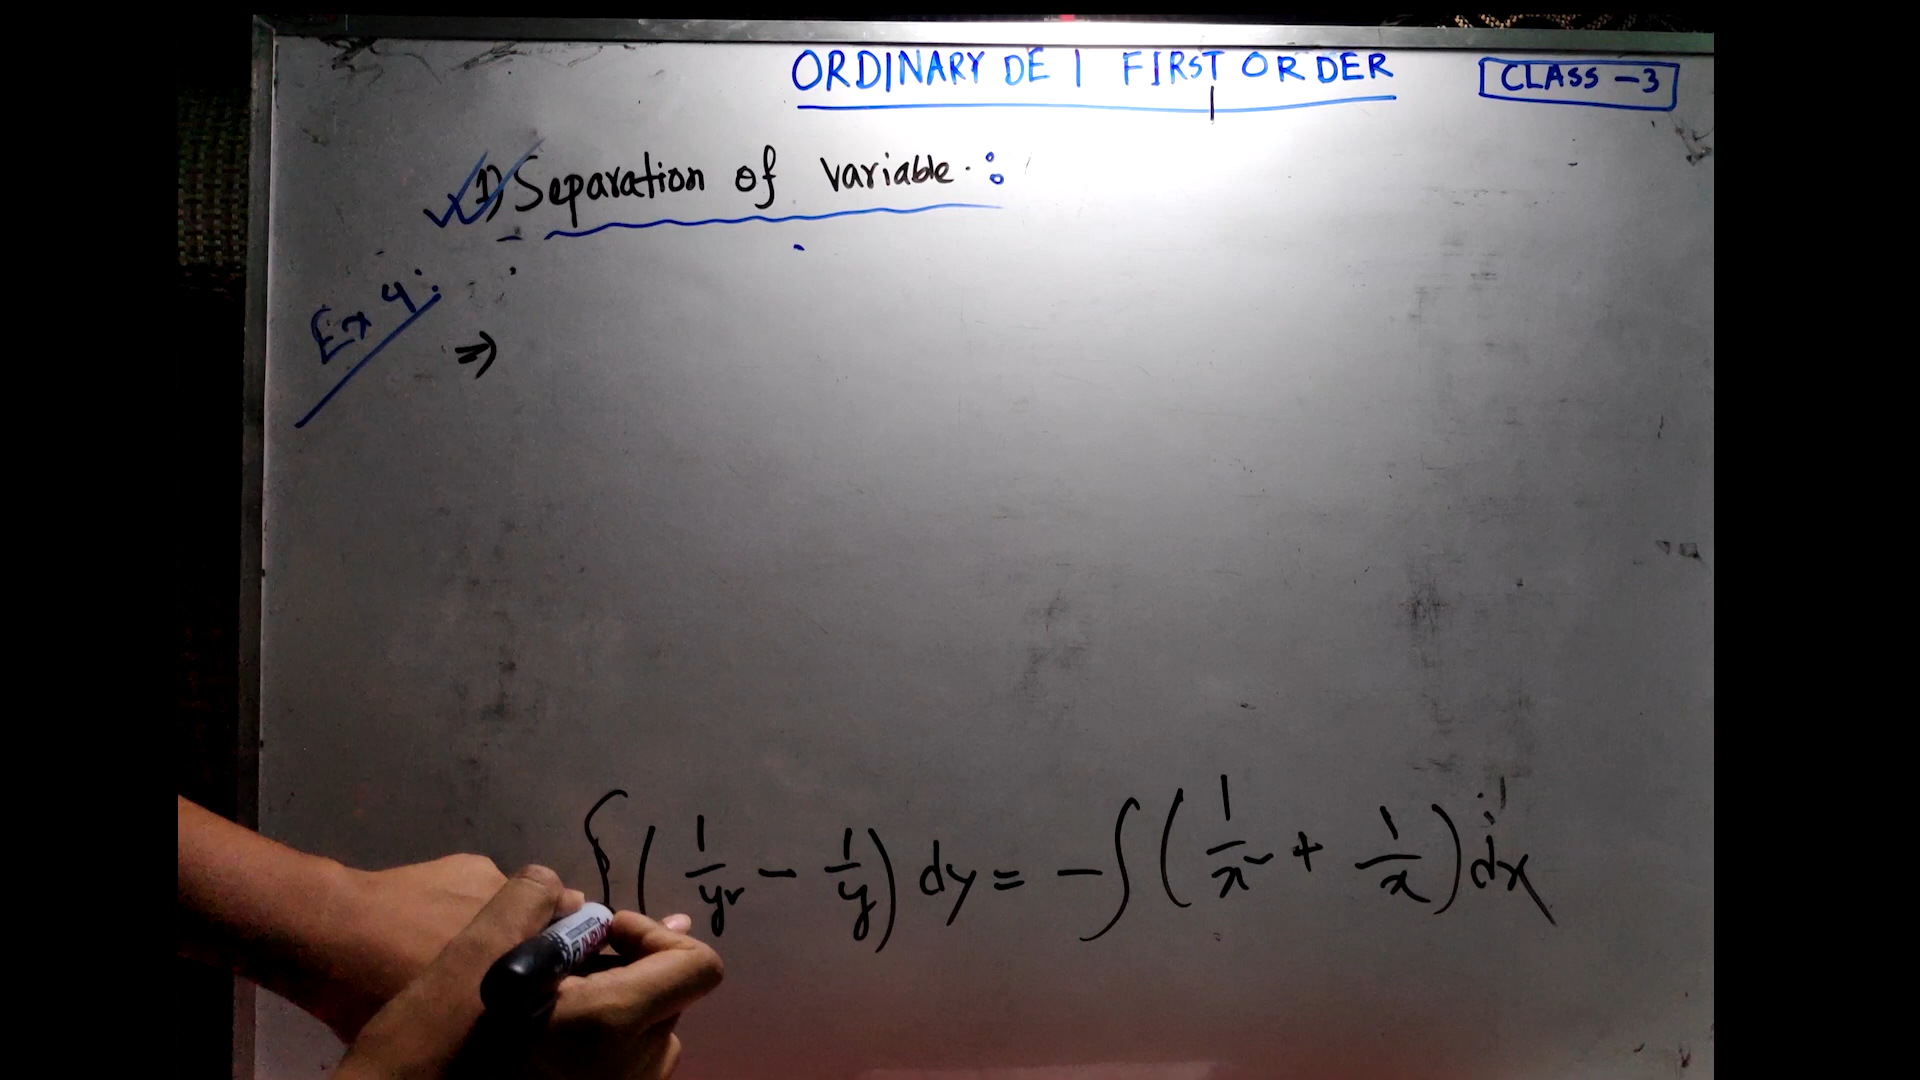 ORDINARY DE | FIRST ORDER
CLASS - 3
1) Separation of variable :
Ex 4:
⇒
∫ ( 1/y² - 1/y ) dy = - ∫ ( 1/x² + 1/x ) dx